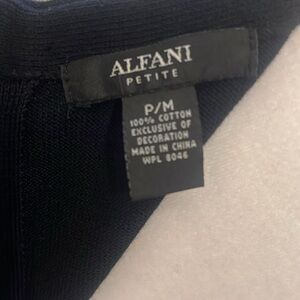 ALFANI
PETITE
P/M
100% COTTON
EXCLUSIVE OF
DECORATION
MADE IN CHINA
WPL 8046